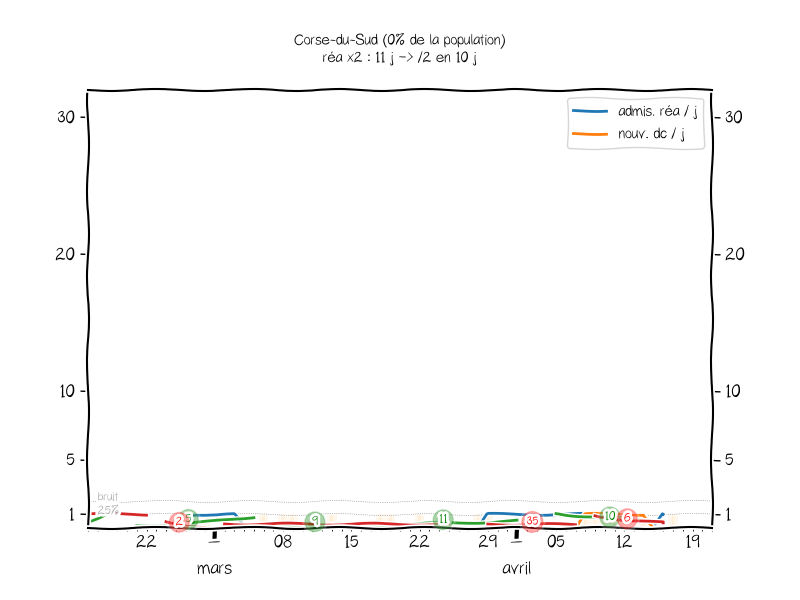 Corse-du-Sud (0% de la population)
réa x2 : 11 j -> /2 en 10 j
admis. réa / j
nouv. dc / j
30 30
20 20
10 10
5 5
bruit
25%
1 1
2 5 9 11 35 10 6
22 08 15 22 29 05 12 19
mars avril